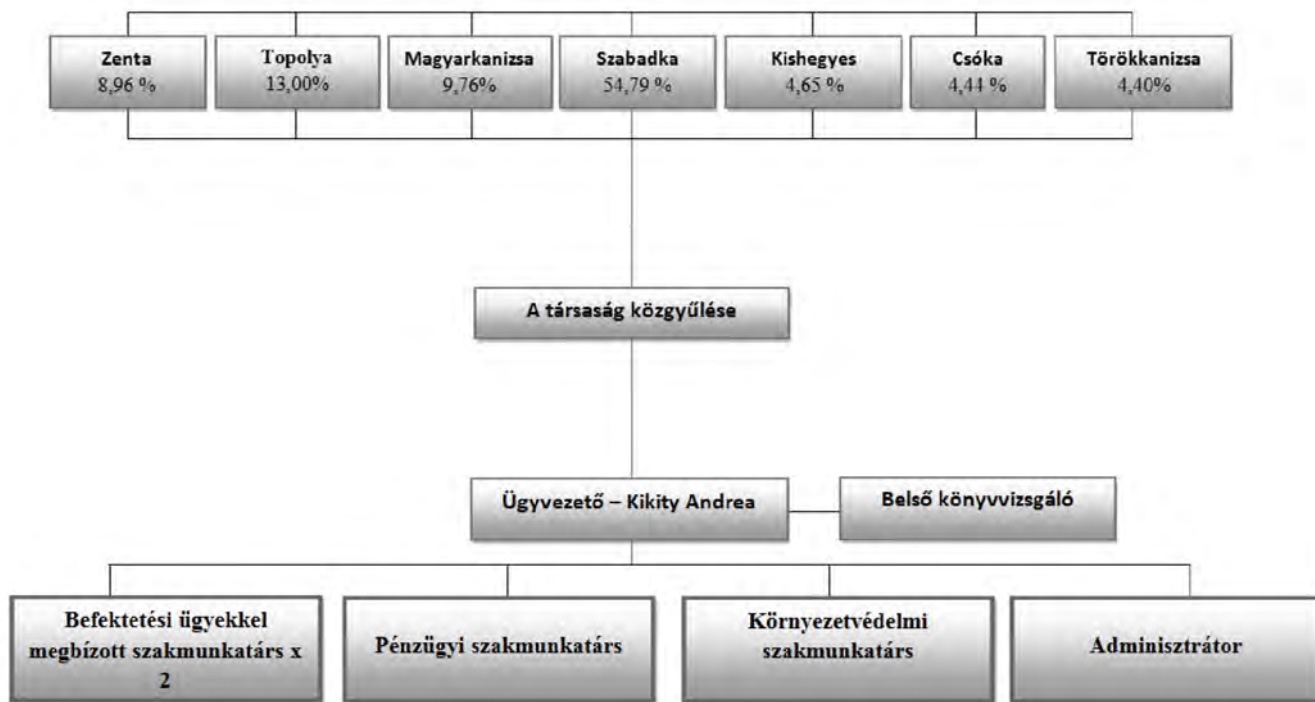 Zenta
8,96 %
Topolya
13,00%
Magyarkanizsa
9,76%
Szabadka
54,79 %
Kishegyes
4,65 %
Csóka
4,44 %
Törökkanizsa
4,40%
A társaság közgyűlése
Ügyvezető – Kikity Andrea
Belső könyvvizsgáló
Befektetési ügyekkel
megbízott szakmunkatárs x
2
Pénzügyi szakmunkatárs
Környezetvédelmi
szakmunkatárs
Adminisztrátor